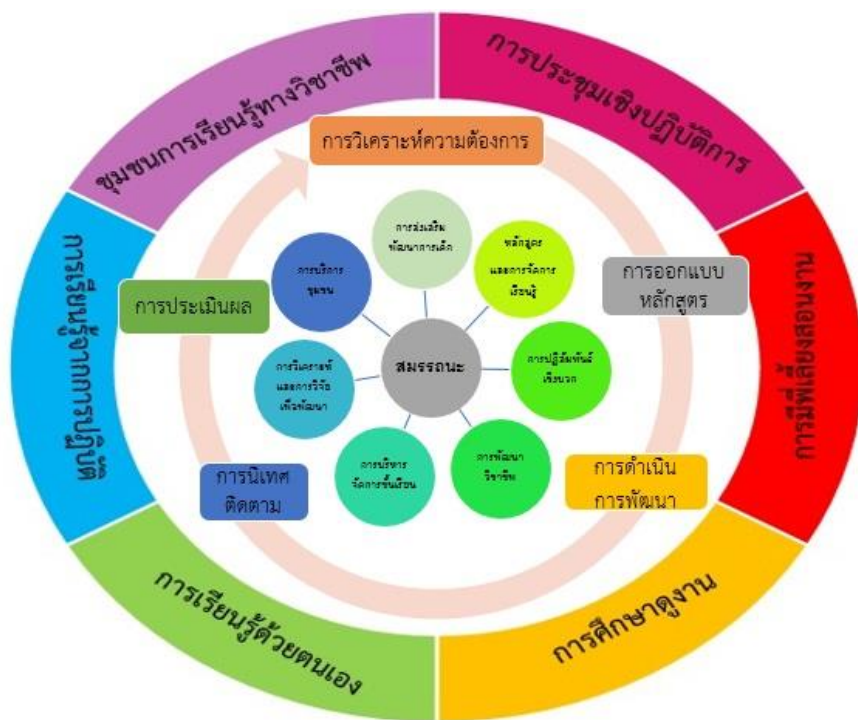 ชุมชนการเรียนรู้ทางวิชาชีพ
การประชุมเชิงปฏิบัติการ
การมีพี่เลี้ยงสอนงาน
การศึกษาดูงาน
การเรียนรู้ด้วยตนเอง
การเรียนรู้จากการปฏิบัติ
การวิเคราะห์ความต้องการ
การออกแบบ
หลักสูตร
การดำเนิน
การพัฒนา
การนิเทศ
ติดตาม
การประเมินผล
การส่งเสริม
พัฒนาการเด็ก
หลักสูตร
และการจัดการ
เรียนรู้
การปฏิสัมพันธ์
เชิงบวก
การพัฒนา
วิชาชีพ
การบริหาร
จัดการชั้นเรียน
การวิเคราะห์
และการวิจัย
เพื่อพัฒนา
การบริการ
ชุมชน
สมรรถนะ